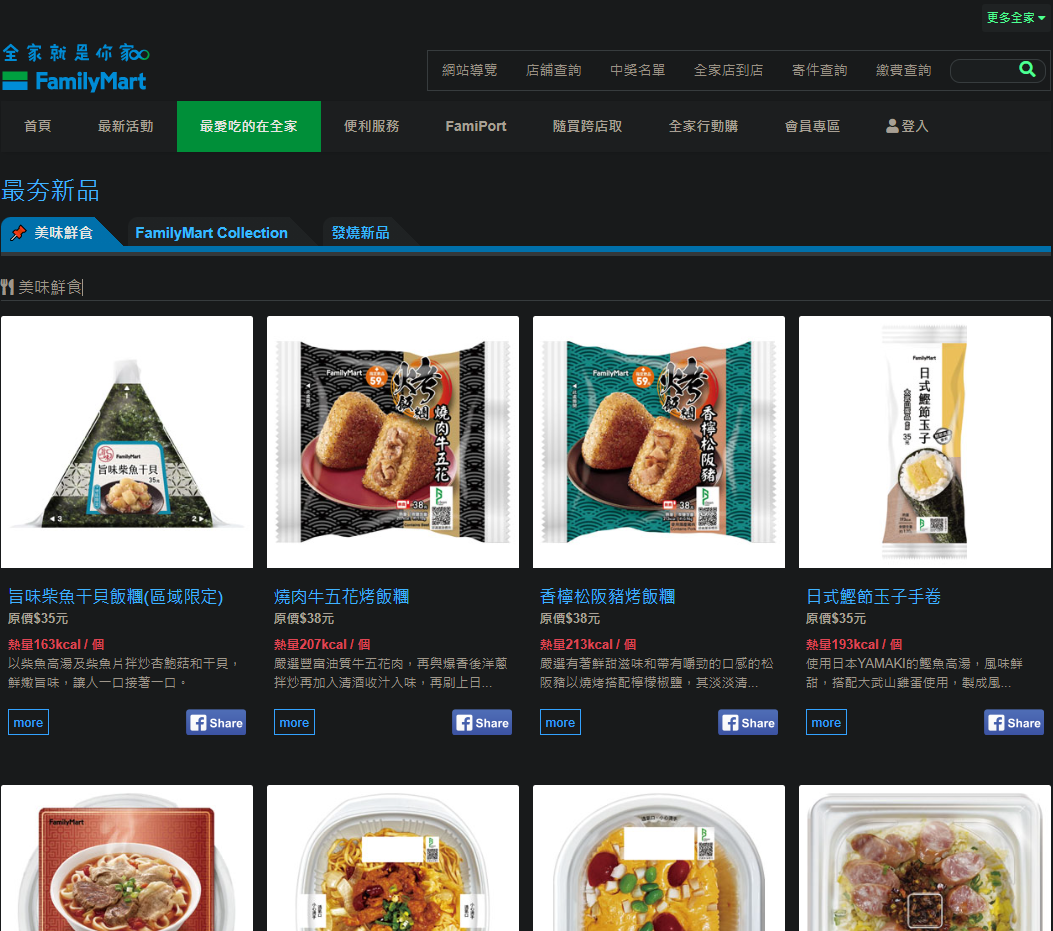 更多全家
全家就是你家
FamilyMart
網站導覽 店舖查詢 中獎名單 全家店到店 寄件查詢 繳費查詢
首頁 最新活動 最愛吃的在全家 便利服務 FamiPort 隨買跨店取 全家行動購 會員專區 登入
最夯新品
美味鮮食 FamilyMart Collection 發燒新品
美味鮮食
FamilyMart
旨味柴魚干貝
35元
1
3
2
FamilyMart
59
烤飯糰
燒肉牛五花
38
FamilyMart
59
烤飯糰
香檸松阪豬
38
FamilyMart
日式鰹節玉子
35元
旨味柴魚干貝飯糰(區域限定)
原價$35元
熱量163kcal / 個
以柴魚高湯及柴魚片拌炒杏鮑菇和干貝，
鮮嫩旨味，讓人一口接著一口。
more Share
燒肉牛五花烤飯糰
原價$38元
熱量207kcal / 個
嚴選豐富油質牛五花肉，再與爆香後洋蔥
拌炒再加入清酒收汁入味，再刷上日...
more Share
香檸松阪豬烤飯糰
原價$38元
熱量213kcal / 個
嚴選有著鮮甜滋味和帶有嚼勁的口感的松
阪豬以燒烤搭配檸檬椒鹽，其淡淡清...
more Share
日式鰹節玉子手卷
原價$35元
熱量193kcal / 個
使用日本YAMAKI的鰹魚高湯，風味鮮
甜，搭配大武山雞蛋使用，製成風...
more Share
FamilyMart